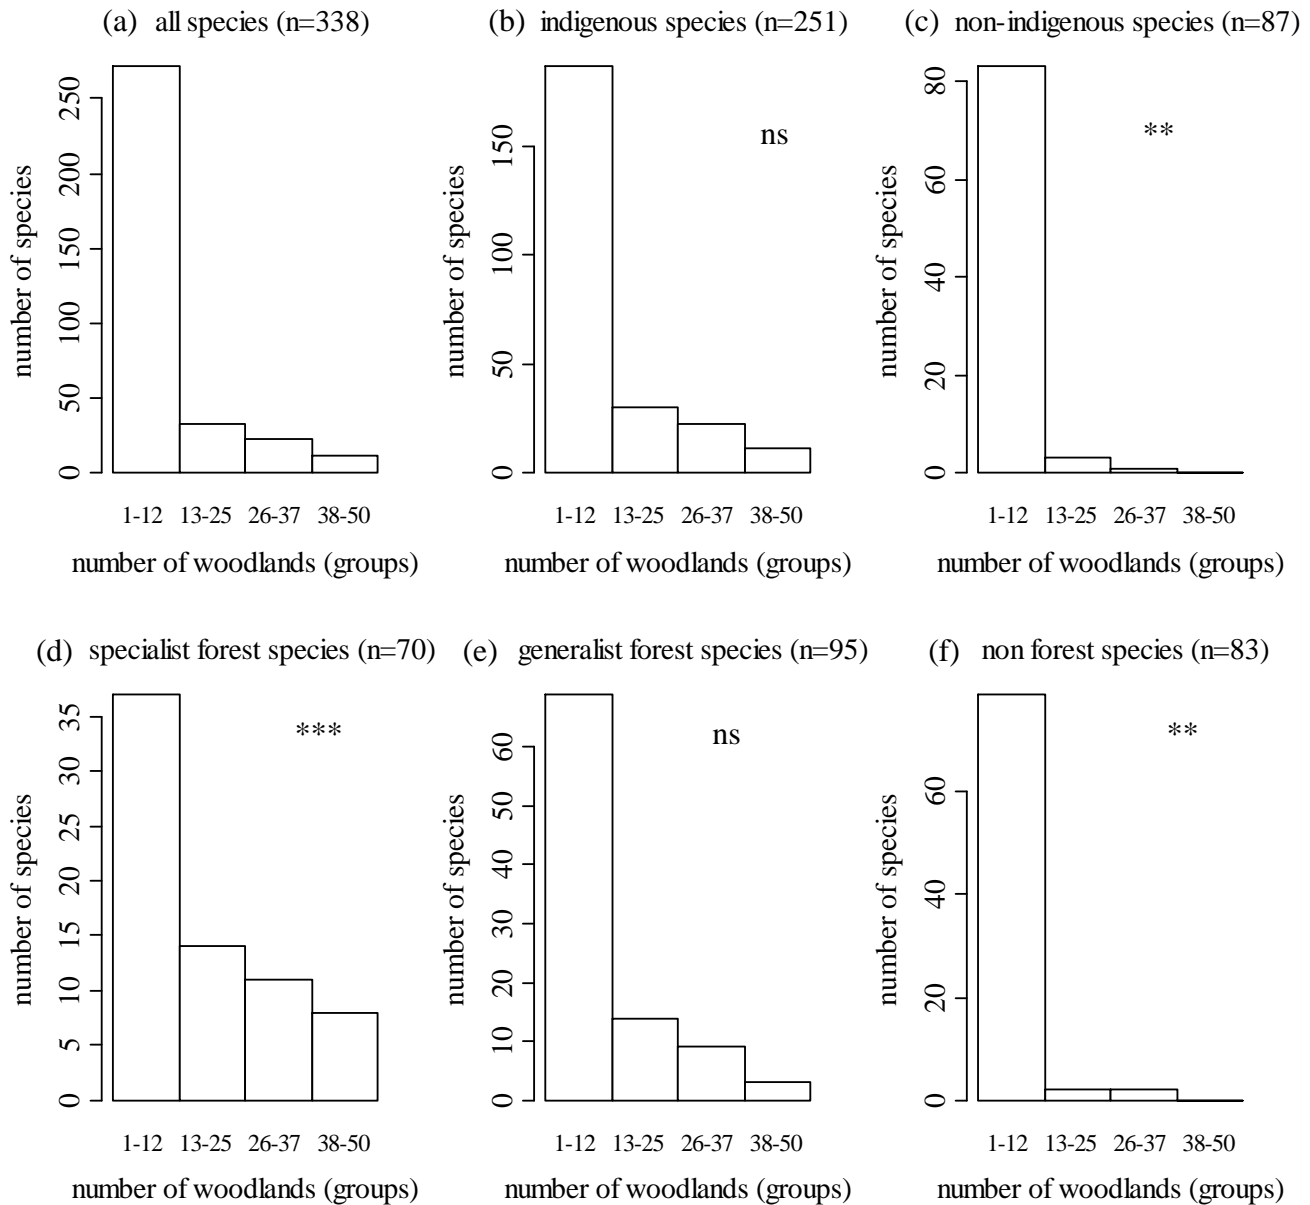 (a) all species (n=338)
number of species
0 50 100 150 200 250
1-12 13-25 26-37 38-50
number of woodlands (groups)
(b) indigenous species (n=251)
ns
number of species
0 50 100 150
1-12 13-25 26-37 38-50
number of woodlands (groups)
(c) non-indigenous species (n=87)
**
number of species
0 20 40 60 80
1-12 13-25 26-37 38-50
number of woodlands (groups)
(d) specialist forest species (n=70)
***
number of species
0 5 10 15 20 25 30 35
1-12 13-25 26-37 38-50
number of woodlands (groups)
(e) generalist forest species (n=95)
ns
number of species
0 10 20 30 40 50 60
1-12 13-25 26-37 38-50
number of woodlands (groups)
(f) non forest species (n=83)
**
number of species
0 20 40 60
1-12 13-25 26-37 38-50
number of woodlands (groups)